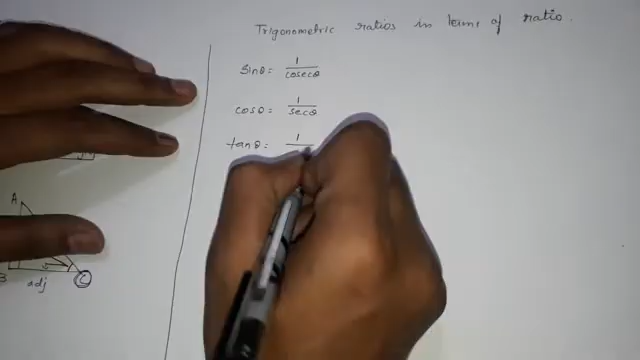 Trigonometric ratios in terms of ratio.
sinθ = 1/cosecθ
cosθ = 1/secθ
tanθ = 1
A
B
C
adj